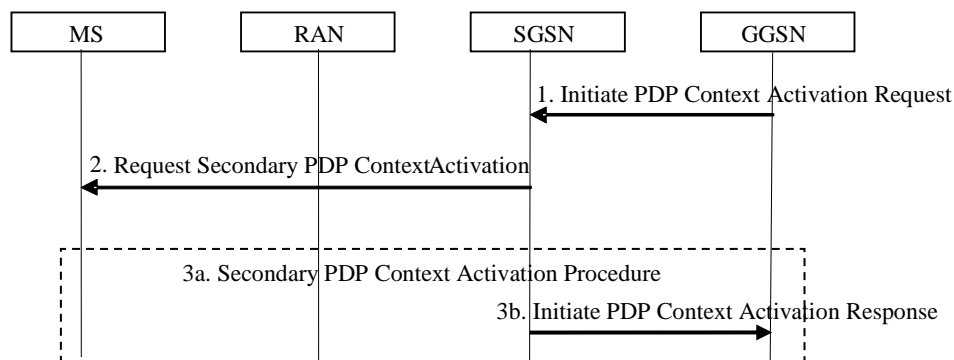 MS RAN SGSN GGSN
1. Initiate PDP Context Activation Request
2. Request Secondary PDP ContextActivation
3a. Secondary PDP Context Activation Procedure
3b. Initiate PDP Context Activation Response